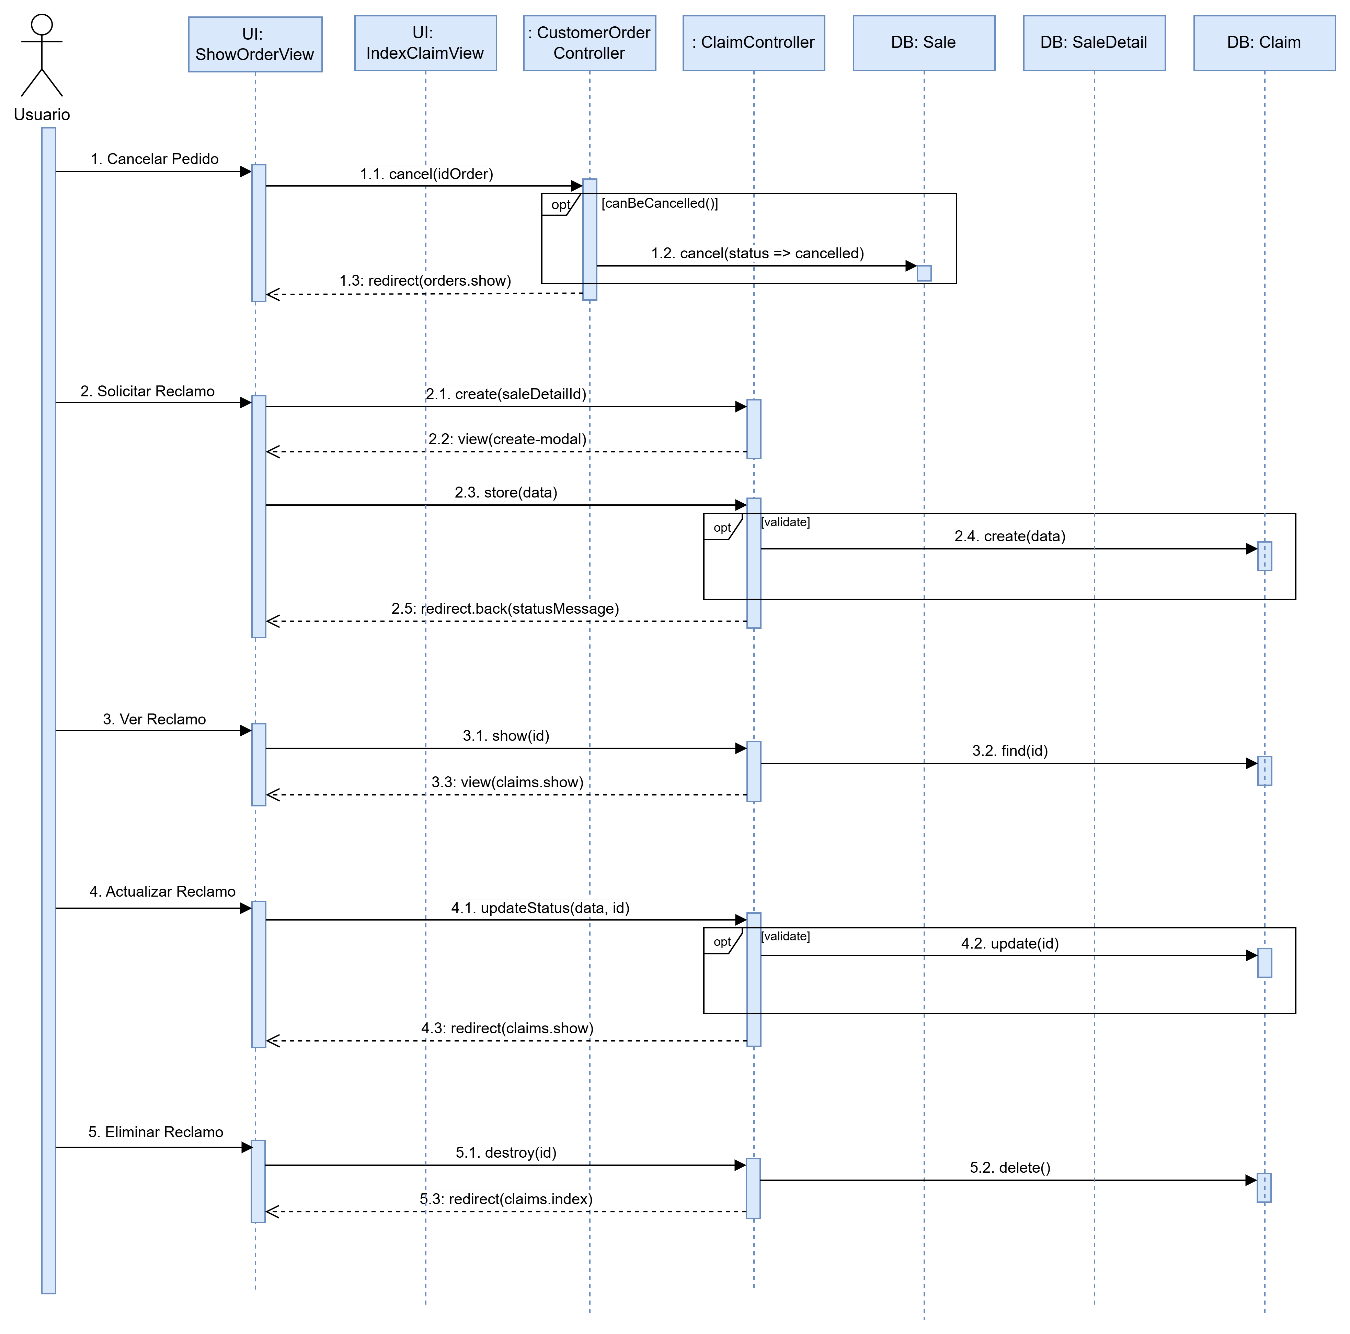 UI:
ShowOrderView
UI:
IndexClaimView
: CustomerOrder
Controller
: ClaimController
DB: Sale
DB: SaleDetail
DB: Claim
Usuario
1. Cancelar Pedido
1.1. cancel(idOrder)
opt
[canBeCancelled()]
1.2. cancel(status => cancelled)
1.3: redirect(orders.show)
2. Solicitar Reclamo
2.1. create(saleDetailId)
2.2: view(create-modal)
2.3. store(data)
opt
[validate]
2.4. create(data)
2.5: redirect.back(statusMessage)
3. Ver Reclamo
3.1. show(id)
3.2. find(id)
3.3: view(claims.show)
4. Actualizar Reclamo
4.1. updateStatus(data, id)
opt
[validate]
4.2. update(id)
4.3: redirect(claims.show)
5. Eliminar Reclamo
5.1. destroy(id)
5.2. delete()
5.3: redirect(claims.index)